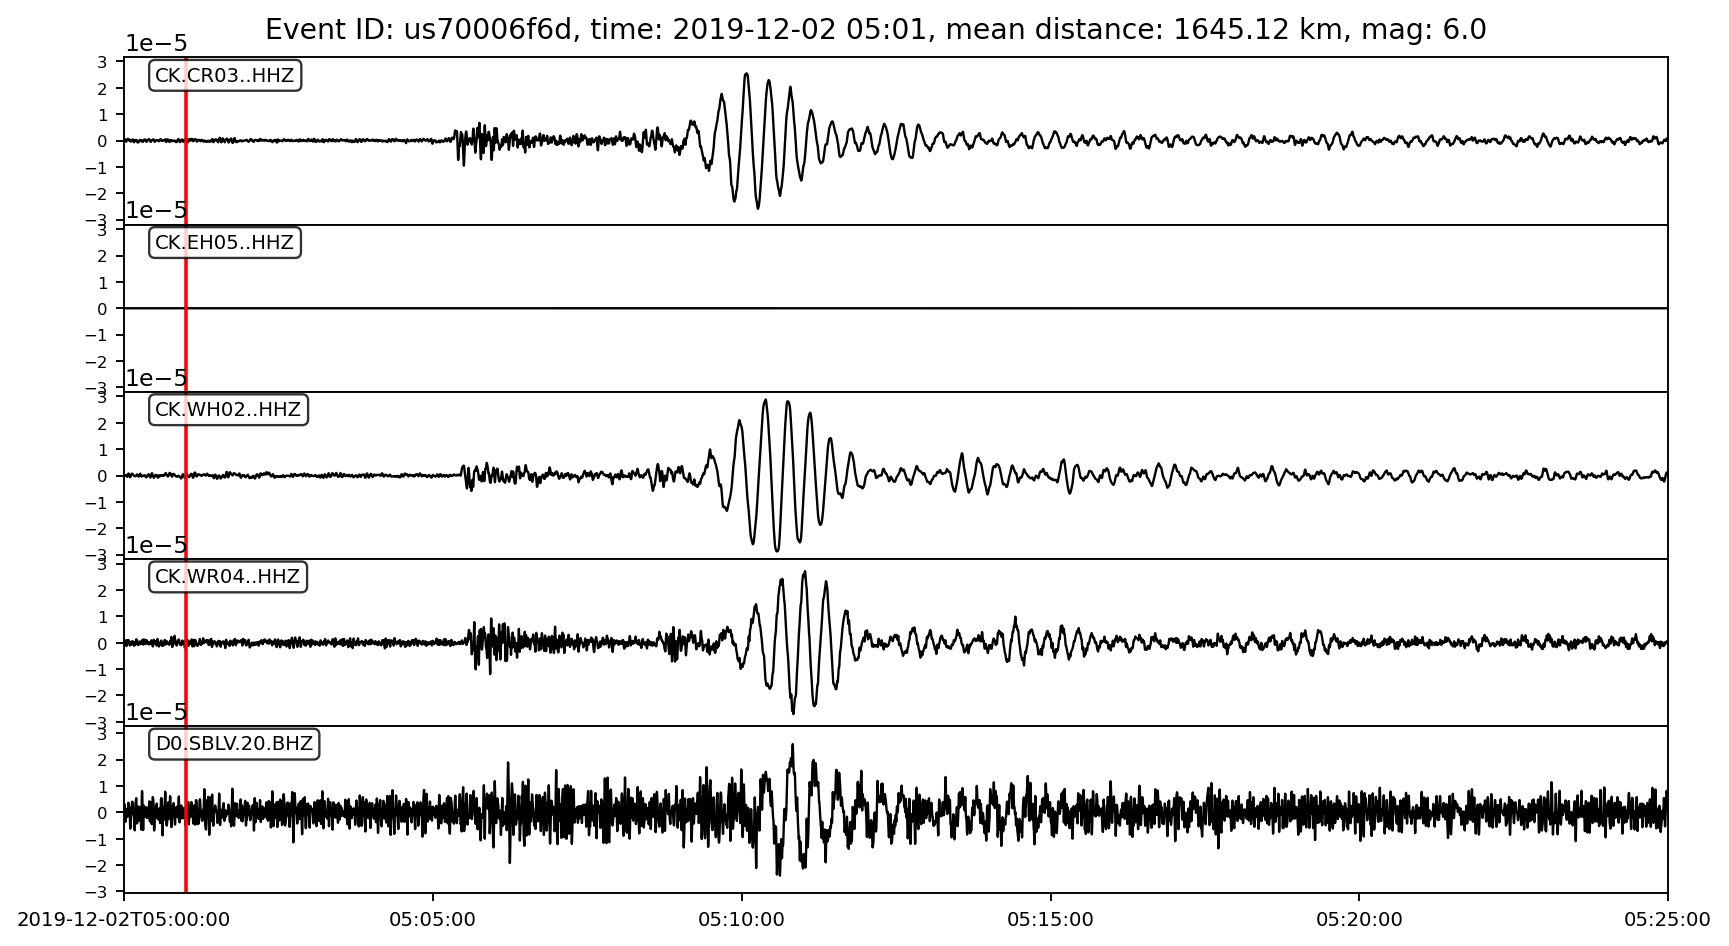 Event ID: us70006f6d, time: 2019-12-02 05:01, mean distance: 1645.12 km, mag: 6.0
1e−5
CK.CR03..HHZ
3
2
1
0
−1
−2
−3
1e−5
CK.EH05..HHZ
3
2
1
0
−1
−2
−3
1e−5
CK.WH02..HHZ
3
2
1
0
−1
−2
−3
1e−5
CK.WR04..HHZ
3
2
1
0
−1
−2
−3
1e−5
D0.SBLV.20.BHZ
3
2
1
0
−1
−2
−3
2019-12-02T05:00:00 05:05:00 05:10:00 05:15:00 05:20:00 05:25:00